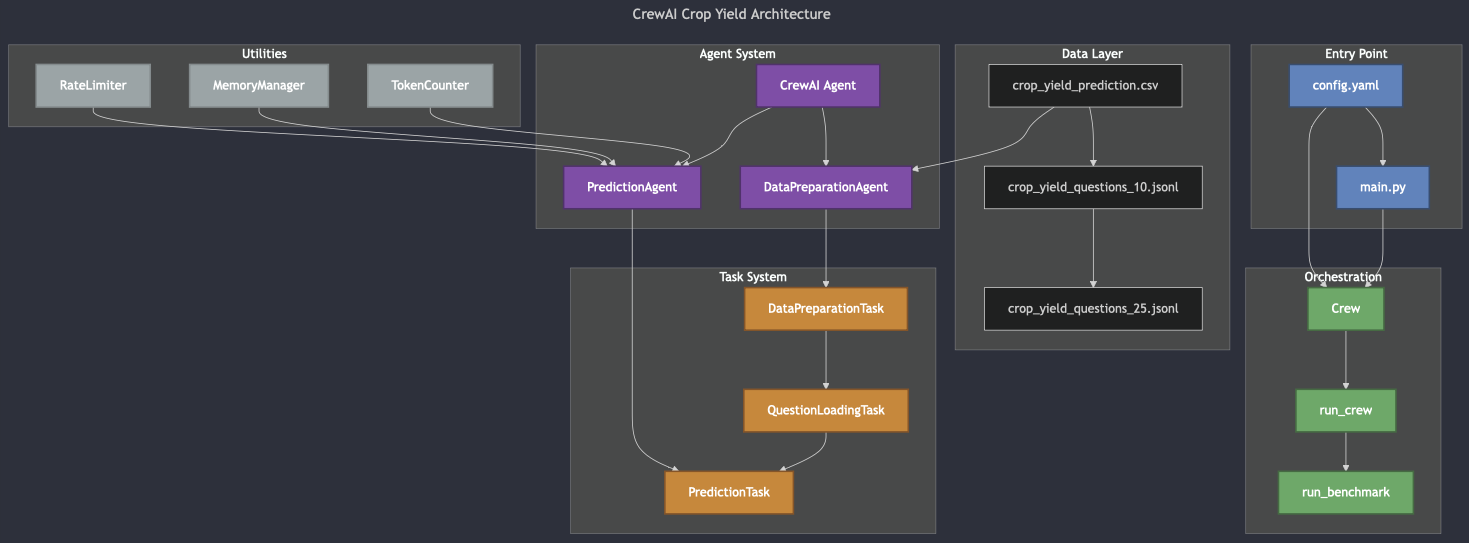 CrewAI Crop Yield Architecture
Utilities
RateLimiter
MemoryManager
TokenCounter
Agent System
CrewAI Agent
PredictionAgent
DataPreparationAgent
Data Layer
crop_yield_prediction.csv
crop_yield_questions_10.jsonl
crop_yield_questions_25.jsonl
Entry Point
config.yaml
main.py
Task System
DataPreparationTask
QuestionLoadingTask
PredictionTask
Orchestration
Crew
run_crew
run_benchmark